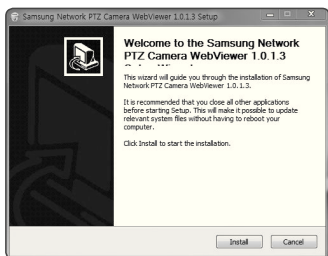 Samsung Network PTZ Camera WebViewer 1.0.1.3 Setup
Welcome to the Samsung Network
PTZ Camera WebViewer 1.0.1.3
This wizard will guide you through the installation of Samsung
Network PTZ Camera WebViewer 1.0.1.3.
It is recommended that you close all other applications
before starting Setup. This will make it possible to update
relevant system files without having to reboot your
computer.
Click Install to start the installation.
Install
Cancel